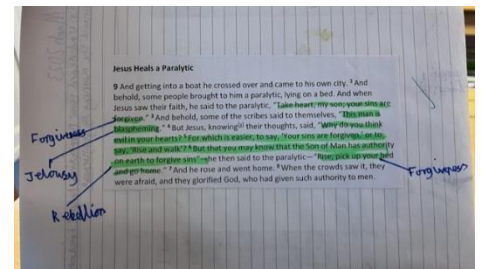 Jesus Heals a Paralytic
9 And getting into a boat he crossed over and came to his own city. 2 And
behold, some people brought to him a paralytic, lying on a bed. And when
Jesus saw their faith, he said to the paralytic, "Take heart, my son; your sins are
forgiven." 3 And behold, some of the scribes said to themselves, "This man is
blaspheming." 4 But Jesus, knowing[a] their thoughts, said, "Why do you think
evil in your hearts? 5 For which is easier, to say, 'Your sins are forgiven,' or to
say, 'Rise and walk'? 6 But that you may know that the Son of Man has authority
on earth to forgive sins"—he then said to the paralytic—"Rise, pick up your bed
and go home." 7 And he rose and went home. 8 When the crowds saw it, they
were afraid, and they glorified God, who had given such authority to men.
Forgiveness
Jelousy
Rebellion
Forgiveness